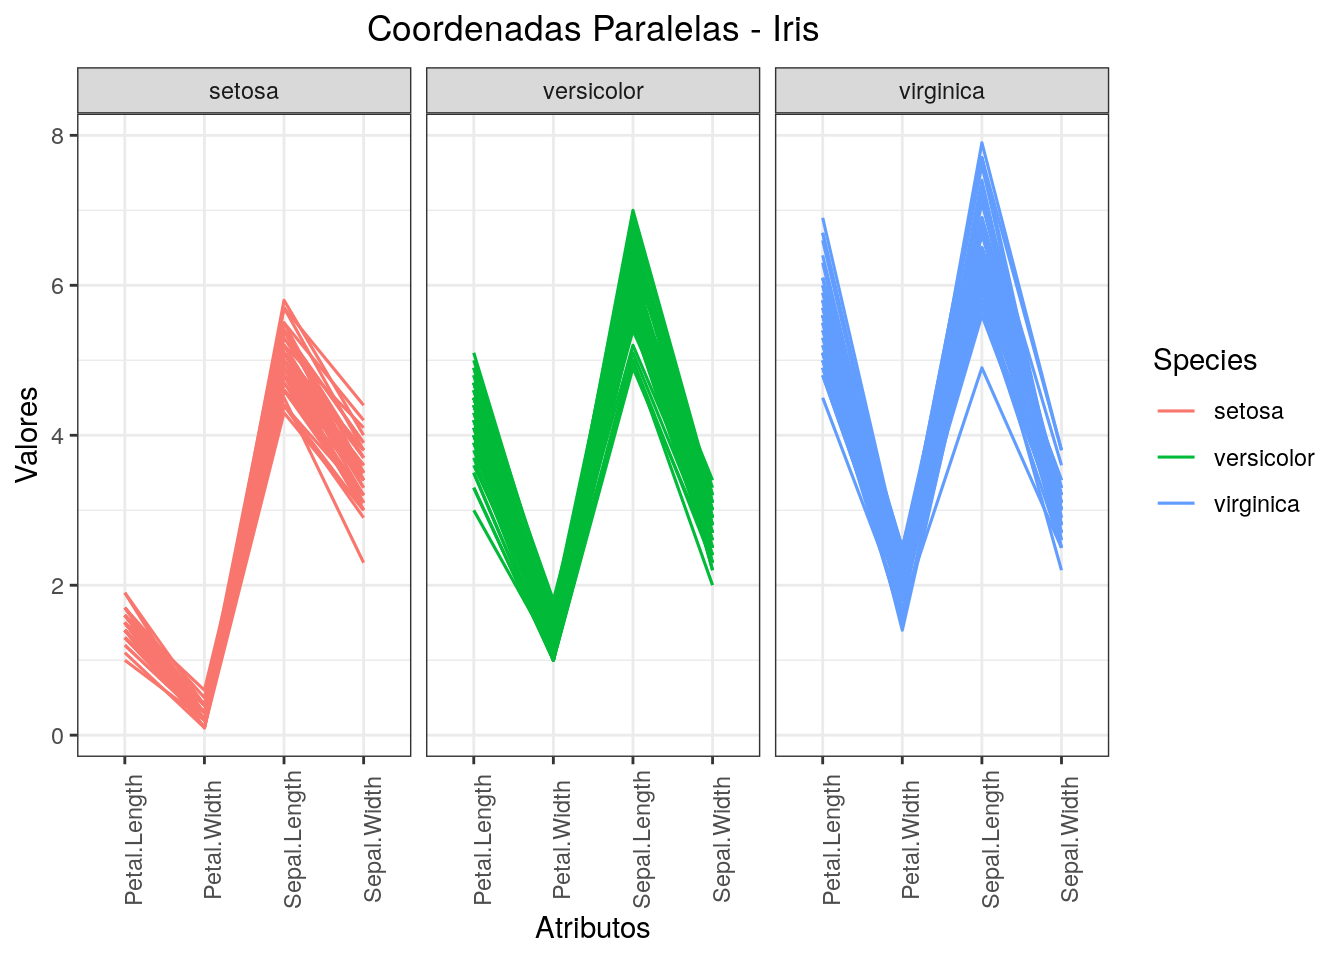 Coordenadas Paralelas - Iris
setosa
versicolor
virginica
8
6
4
2
0
Valores
Petal.Length
Petal.Width
Sepal.Length
Sepal.Width
Petal.Length
Petal.Width
Sepal.Length
Sepal.Width
Petal.Length
Petal.Width
Sepal.Length
Sepal.Width
Atributos
Species
setosa
versicolor
virginica